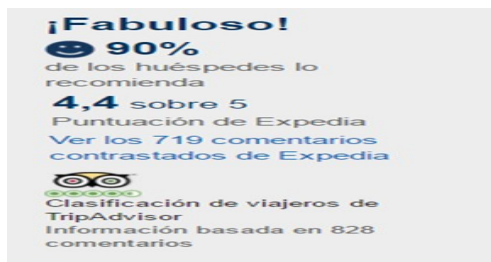 ¡Fabuloso!
90%
de los huéspedes lo
recomienda
4,4 sobre 5
Puntuación de Expedia
Ver los 719 comentarios
contrastados de Expedia
Clasificación de viajeros de
TripAdvisor
Información basada en 828
comentarios